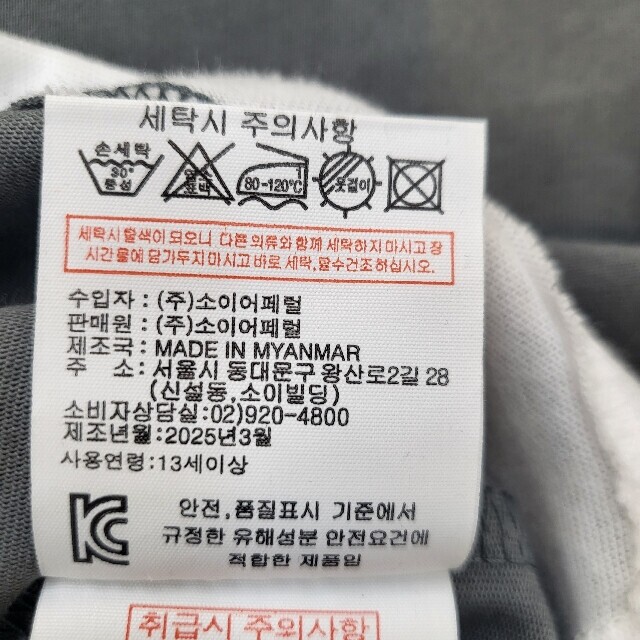 세탁시 주의사항
손세탁
30°
중성
염소
표백
80-120℃
옷걸이
세탁시 탈색이 되오니 다른 의류와 함께 세탁하지 마시고 장
시간 물에 담가두지 마시고 바로 세탁, 탈수건조 하십시오.
수입자 : (주)소이어페럴
판매원 : (주)소이어페럴
제조국 : MADE IN MYANMAR
주 소 : 서울시 동대문구 왕산로2길 28
(신설동,소이빌딩)
소비자상담실:02)920-4800
제조년월:2025년3월
사용연령:13세이상
안전,품질표시 기준에서
규정한 유해성분 안전요건에
적합한 제품임
취급시 주의사항